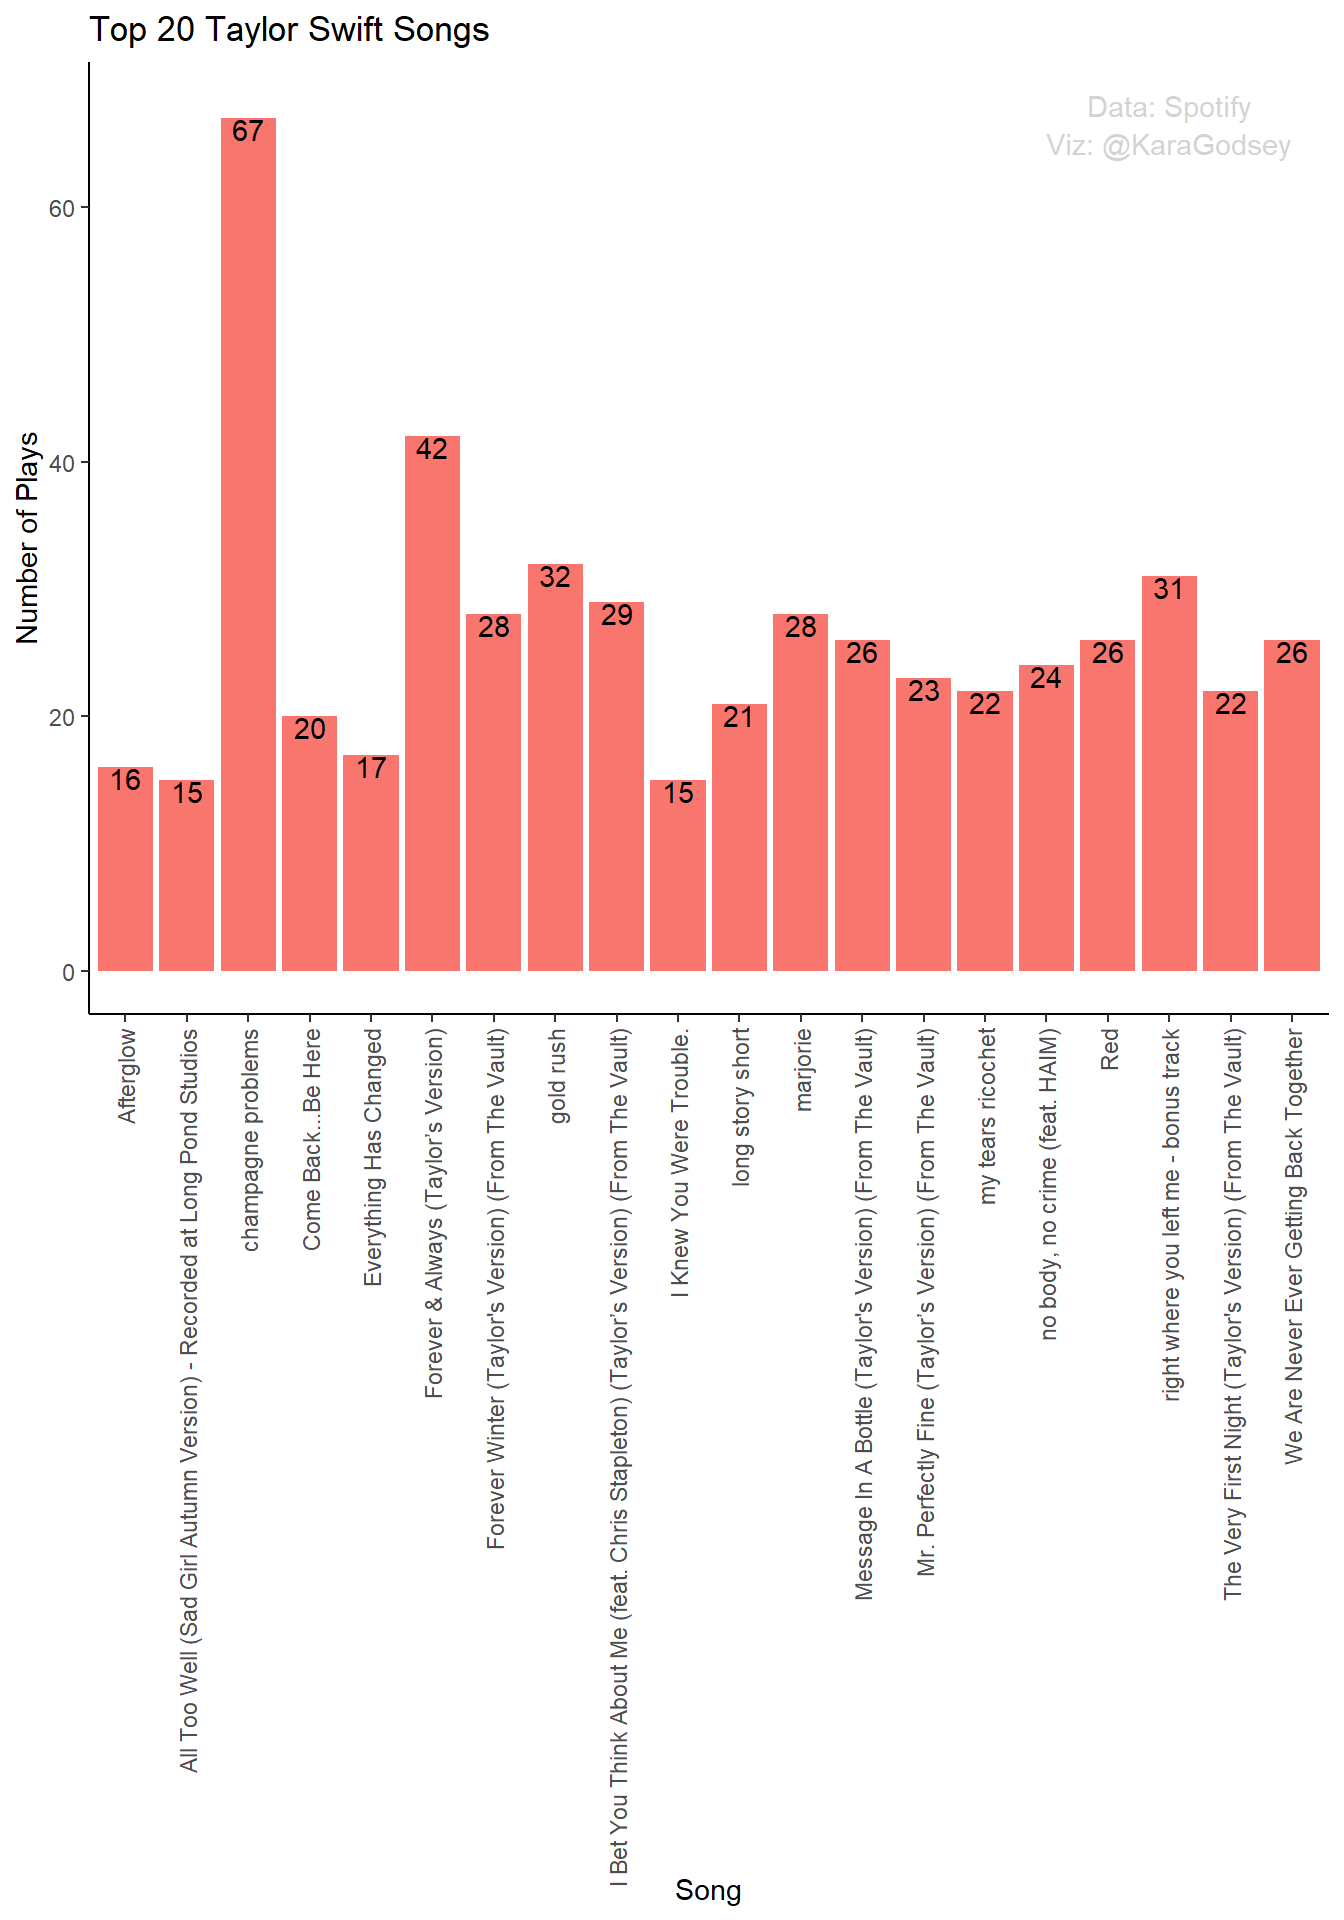 Top 20 Taylor Swift Songs
Data: Spotify
Viz: @KaraGodsey
Number of Plays
60
40
20
0
67
42
32
31
29
28
28
26
26
26
24
23
22
22
21
20
17
16
15
15
Afterglow
All Too Well (Sad Girl Autumn Version) - Recorded at Long Pond Studios
champagne problems
Come Back...Be Here
Everything Has Changed
Forever & Always (Taylor’s Version)
Forever Winter (Taylor's Version) (From The Vault)
gold rush
I Bet You Think About Me (feat. Chris Stapleton) (Taylor’s Version) (From The Vault)
I Knew You Were Trouble.
long story short
marjorie
Message In A Bottle (Taylor's Version) (From The Vault)
Mr. Perfectly Fine (Taylor’s Version) (From The Vault)
my tears ricochet
no body, no crime (feat. HAIM)
Red
right where you left me - bonus track
The Very First Night (Taylor's Version) (From The Vault)
We Are Never Ever Getting Back Together
Song